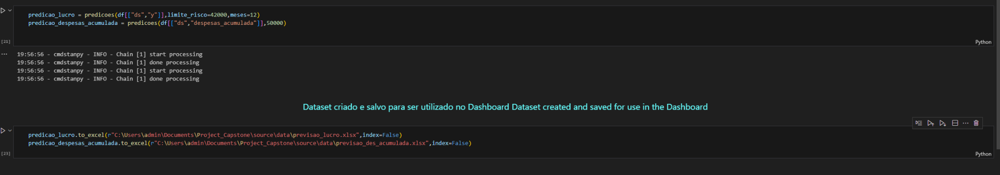 predicao_lucro = predicoes(df[["ds","y"]],limite_risco=42000,meses=12)
predicao_despesas_acumulada = predicoes(df[["ds","despesas_acumulada"]],50000)
[21]
Python
... 19:56:56 - cmdstanpy - INFO - Chain [1] start processing
19:56:56 - cmdstanpy - INFO - Chain [1] done processing
19:56:56 - cmdstanpy - INFO - Chain [1] start processing
19:56:56 - cmdstanpy - INFO - Chain [1] done processing
Dataset criado e salvo para ser utilizado no Dashboard Dataset created and saved for use in the Dashboard
predicao_lucro.to_excel(r"C:\Users\admin\Documents\Project_Capstone\source\data\previsao_lucro.xlsx",index=False)
predicao_despesas_acumulada.to_excel(r"C:\Users\admin\Documents\Project_Capstone\source\data\previsao_des_acumulada.xlsx",index=False)
[23]
Python